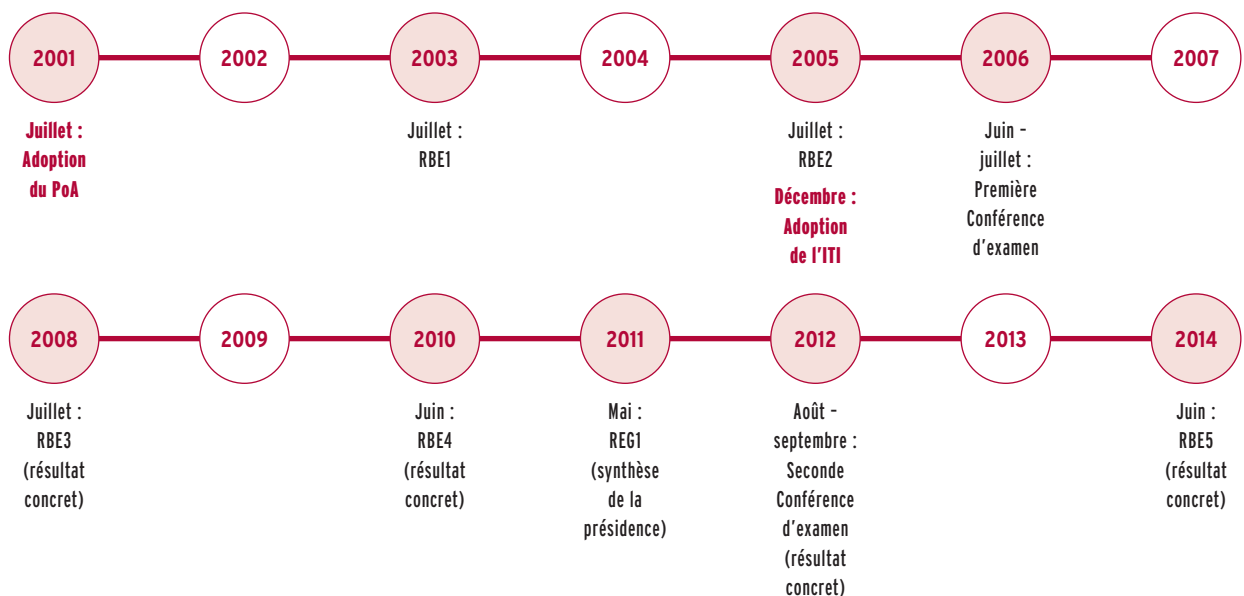 2001
2002
2003
2004
2005
2006
2007
Juillet :
Adoption
du PoA
Juillet :
RBE1
Juillet :
RBE2
Décembre :
Adoption
de l'ITI
Juin -
juillet :
Première
Conférence
d'examen
2008
2009
2010
2011
2012
2013
2014
Juillet :
RBE3
(résultat
concret)
Juin :
RBE4
(résultat
concret)
Mai :
REG1
(synthèse
de la
présidence)
Août -
septembre :
Seconde
Conférence
d'examen
(résultat
concret)
Juin :
RBE5
(résultat
concret)